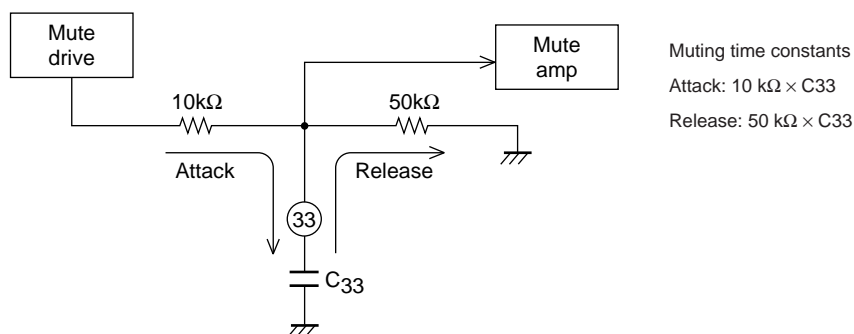 Mute
drive
Mute
amp
Muting time constants
Attack: 10 kΩ × C33
Release: 50 kΩ × C33
10kΩ
50kΩ
Attack
Release
33
C33